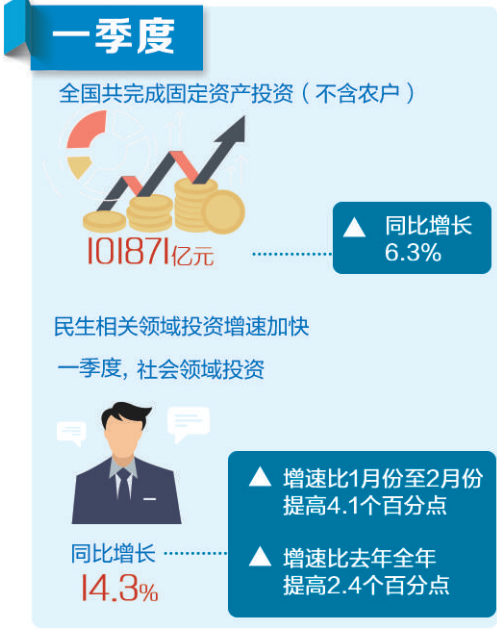 一季度
全国共完成固定资产投资（不含农户）
101871亿元
▲ 同比增长
6.3%
民生相关领域投资增速加快
一季度, 社会领域投资
同比增长
14.3%
▲ 增速比1月份至2月份
提高4.1个百分点
▲ 增速比去年全年
提高2.4个百分点